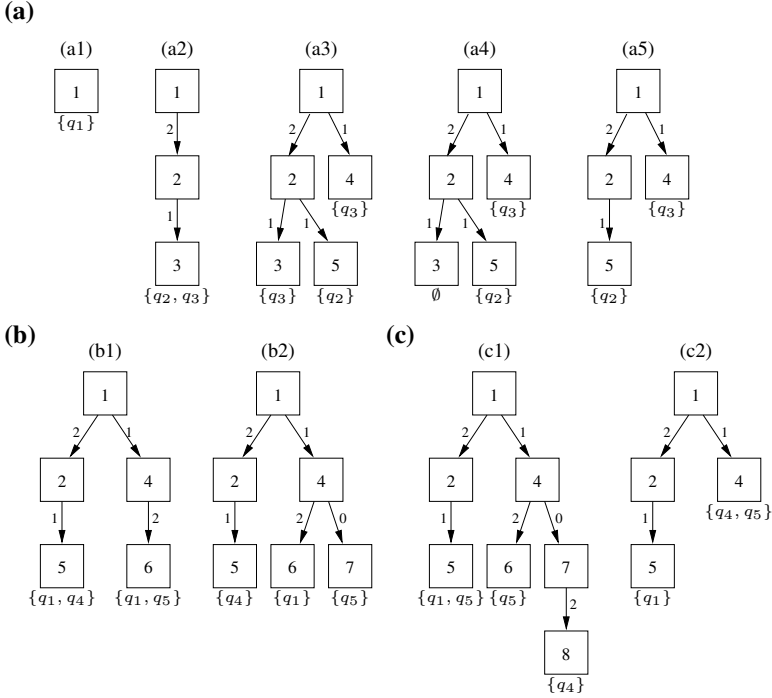 (a)
(a1) (a2) (a3) (a4) (a5)
1 1 1 1 1
{q1}
2 2 1 2 1 2 1
2 2 4 2 4 2 4
{q3} {q3} {q3}
1 1 1 1 1 1
3 3 5 3 5 5
{q2, q3} {q3} {q2} ∅ {q2} {q2}
(b) (c)
(b1) (b2) (c1) (c2)
1 1 1 1
2 1 2 1 2 1 2 1
2 4 2 4 2 4 2 4
{q4, q5}
1 2 1 2 0 1 2 0 1
5 6 5 6 7 5 6 7 5
{q1, q4} {q1, q5} {q4} {q1} {q5} {q1, q5} {q5} {q1}
2
8
{q4}